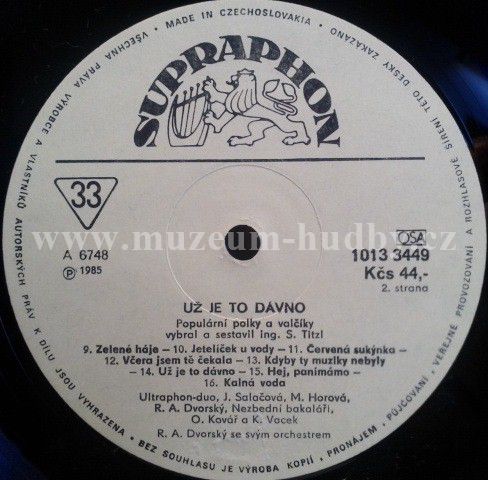 VŠECHNA PRÁVA VÝROBCE A VLASTNÍKŮ AUTORSKÝCH PRÁV K DÍLU JSOU VYHRAZENA • BEZ SOUHLASU JE VÝROBA KOPIÍ, PRONÁJEM, PŮJČOVÁNÍ, VEŘEJNÉ PROVOZOVÁNÍ A ROZHLASOVÉ ŠÍŘENÍ TÉTO DESKY ZAKÁZÁNO • MADE IN CZECHOSLOVAKIA •
SUPRAPHON
33
www.muzeum-hudby.cz
A 6748
Ⓟ 1985
OSA
1013 3449
Kčs 44,-
2. strana
UŽ JE TO DÁVNO
Populární polky a valčíky
vybral a sestavil ing. S. Titzl
9. Zelené háje — 10. Jetelíček u vody — 11. Červená sukýnka —
12. Včera jsem tě čekala — 13. Kdyby ty muziky nebyly
— 14. Už je to dávno — 15. Hej, panímámo —
16. Kalná voda
Ultraphon-duo, J. Salačová, M. Horová,
R. A. Dvorský, Nezbední bakaláři,
O. Kovář a K. Vacek
R. A. Dvorský se svým orchestrem